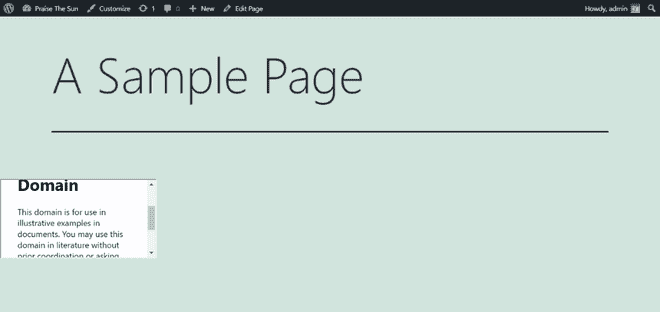 Praise The Sun Customize 1 0 New Edit Page Howdy, admin
A Sample Page
Domain
This domain is for use in
illustrative examples in
documents. You may use this
domain in literature without
prior coordination or asking